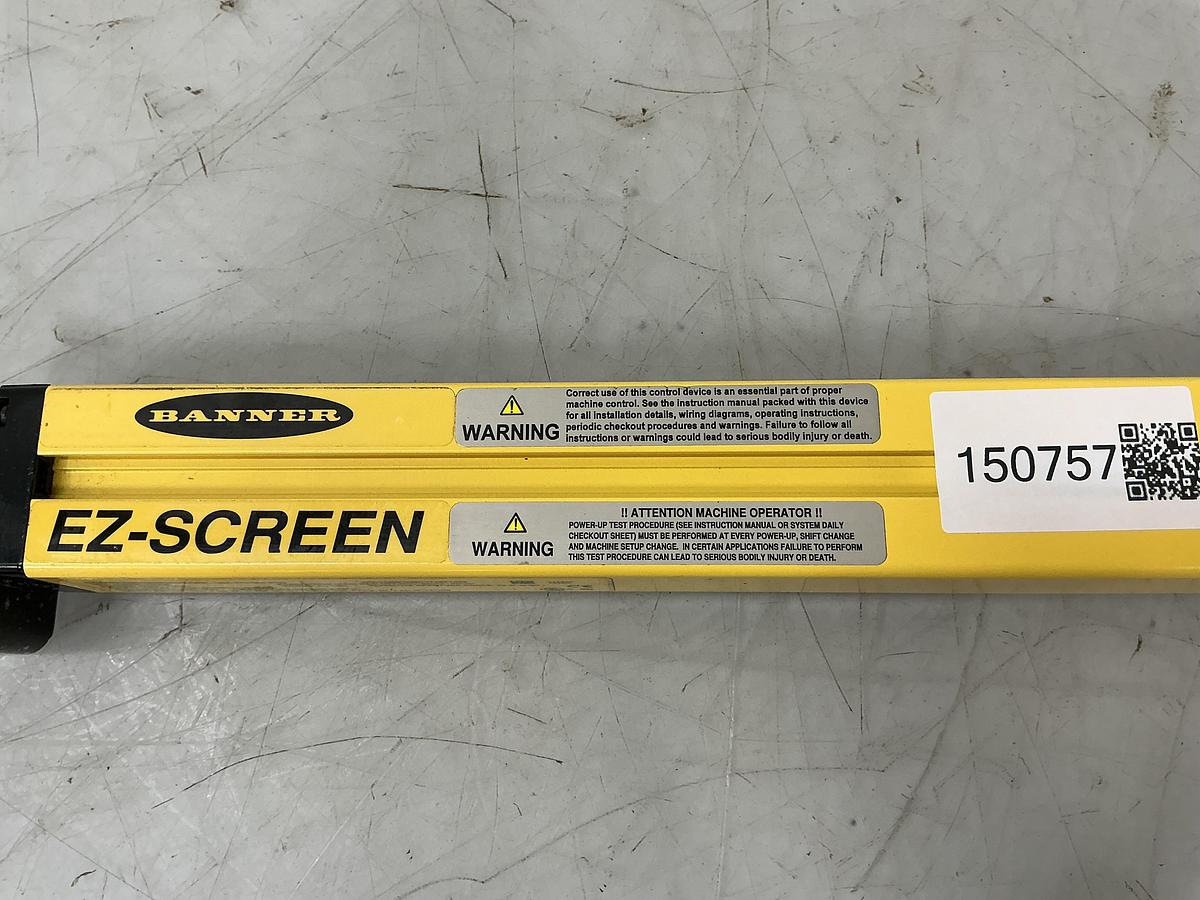 BANNER
WARNING
Correct use of this control device is an essential part of proper
machine control. See the instruction manual packed with this device
for all installation details, wiring diagrams, operating instructions,
periodic checkout procedures and warnings. Failure to follow all
instructions or warnings could lead to serious bodily injury or death.
150757
EZ-SCREEN
WARNING
!! ATTENTION MACHINE OPERATOR !!
POWER-UP TEST PROCEDURE (SEE INSTRUCTION MANUAL OR SYSTEM DAILY
CHECKOUT SHEET) MUST BE PERFORMED AT EVERY POWER-UP, SHIFT CHANGE
AND MACHINE SETUP CHANGE. IN CERTAIN APPLICATIONS FAILURE TO PERFORM
THIS TEST PROCEDURE CAN LEAD TO SERIOUS BODILY INJURY OR DEATH.